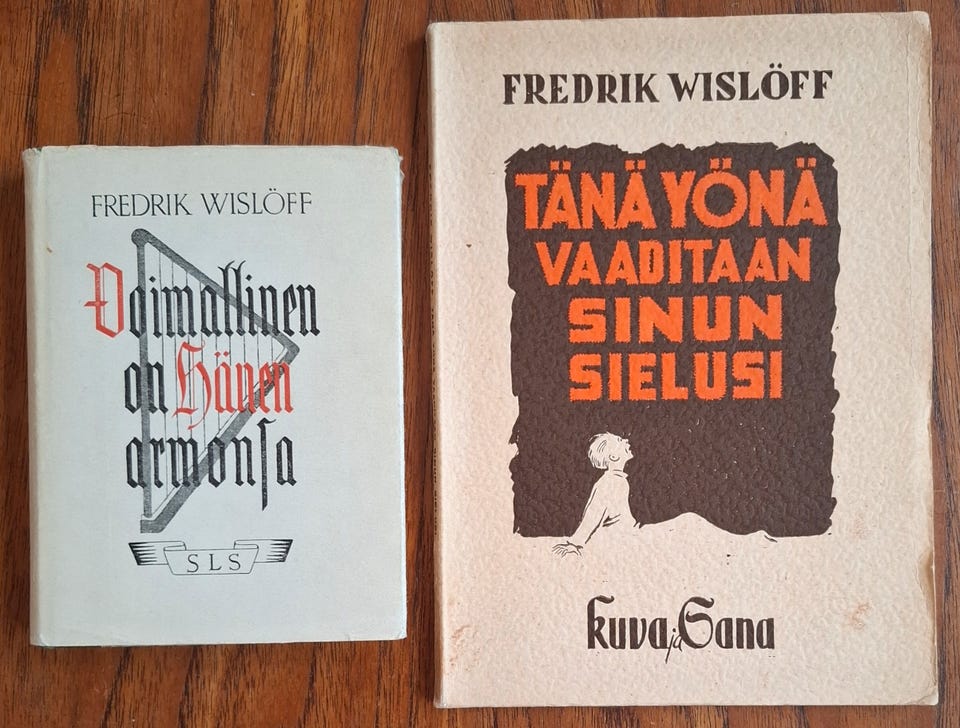 FREDRIK WISLÖFF
Voimallinen
on Hänen
armonsa
SLS
FREDRIK WISLÖFF
TÄNÄ YÖNÄ
VAADITAAN
SINUN
SIELUSI
Kuva ja Sana